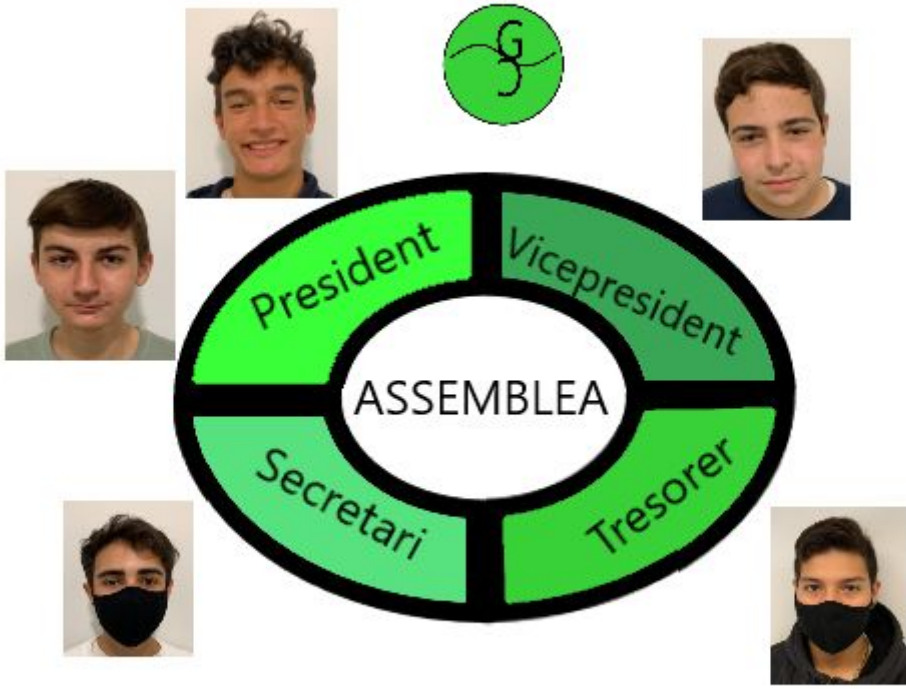 G
President
Vicepresident
ASSEMBLEA
Secretari
Tresorer